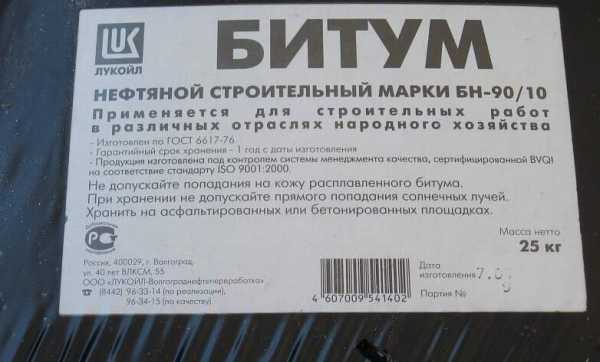 LUK
ЛУКОЙЛ
БИТУМ
НЕФТЯНОЙ СТРОИТЕЛЬНЫЙ МАРКИ БН-90/10
Применяется для строительных работ
в различных отраслях народного хозяйства
- Изготовлен по ГОСТ 6617-76
- Гарантийный срок хранения - 1 год с даты изготовления
- Продукция изготовлена под контролем системы менеджмента качества, сертифицированной BVQI
на соответствие стандарту ISO 9001:2000.
Не допускайте попадания на кожу расплавленного битума.
При хранении не допускайте прямого попадания солнечных лучей.
Хранить на асфальтированных или бетонированных площадках.
Масса нетто
25 кг
Россия, 400029, г. Волгоград,
ул. 40 лет ВЛКСМ, 55
ООО «ЛУКОЙЛ-Волгограднефтепереработка»
☎ (8442) 96-33-14 (по реализации),
96-34-15 (по качеству)
4 607009 541402
Дата
изготовления
Партия №